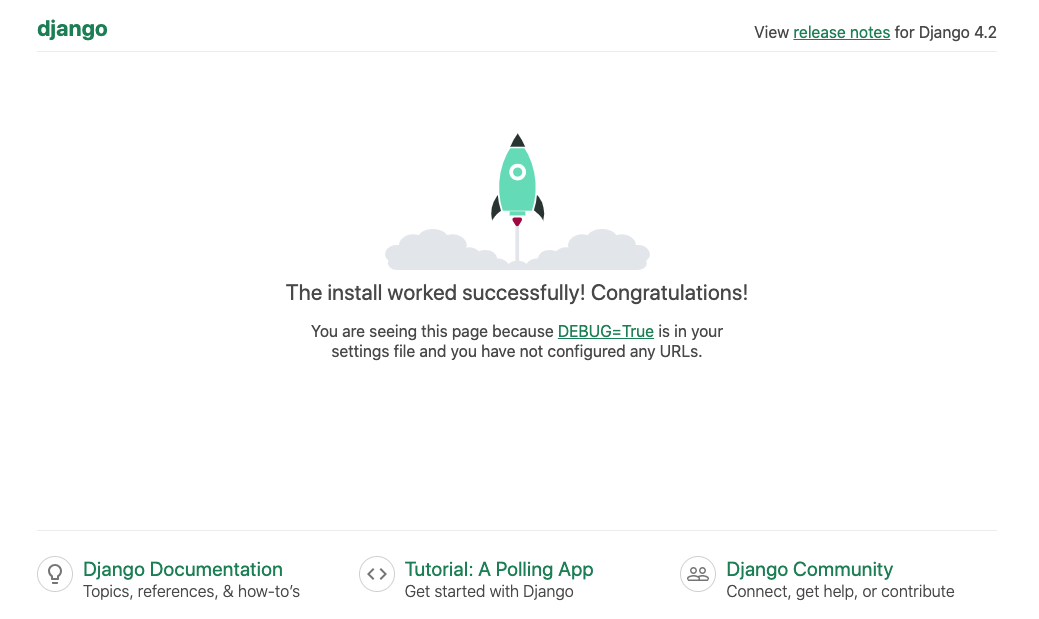 django
View release notes for Django 4.2
The install worked successfully! Congratulations!
You are seeing this page because DEBUG=True is in your
settings file and you have not configured any URLs.
Django Documentation
Topics, references, & how-to’s
Tutorial: A Polling App
Get started with Django
Django Community
Connect, get help, or contribute